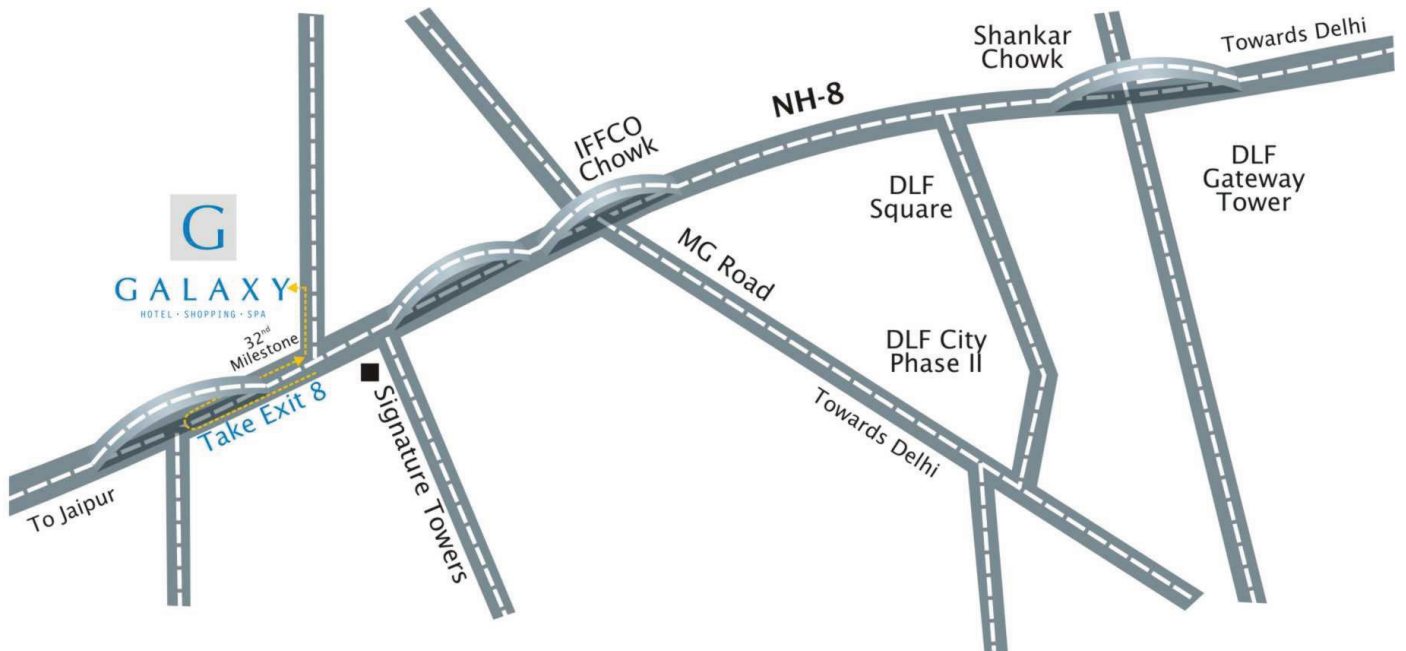 Shankar
Chowk
Towards Delhi
NH-8
IFFCO
Chowk
DLF
Gateway
Tower
DLF
Square
G
GALAXY
HOTEL · SHOPPING · SPA
MG Road
32nd
Milestone
DLF City
Phase II
Take Exit 8
Signature Towers
Towards Delhi
To Jaipur